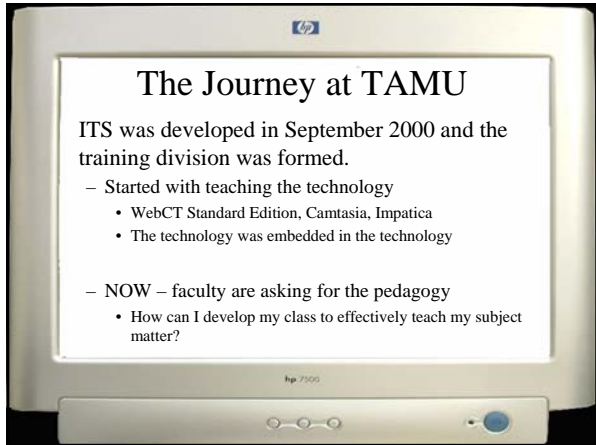 hp
The Journey at TAMU
ITS was developed in September 2000 and the
training division was formed.
– Started with teaching the technology
• WebCT Standard Edition, Camtasia, Impatica
• The technology was embedded in the technology
– NOW – faculty are asking for the pedagogy
• How can I develop my class to effectively teach my subject
matter?
hp 7500